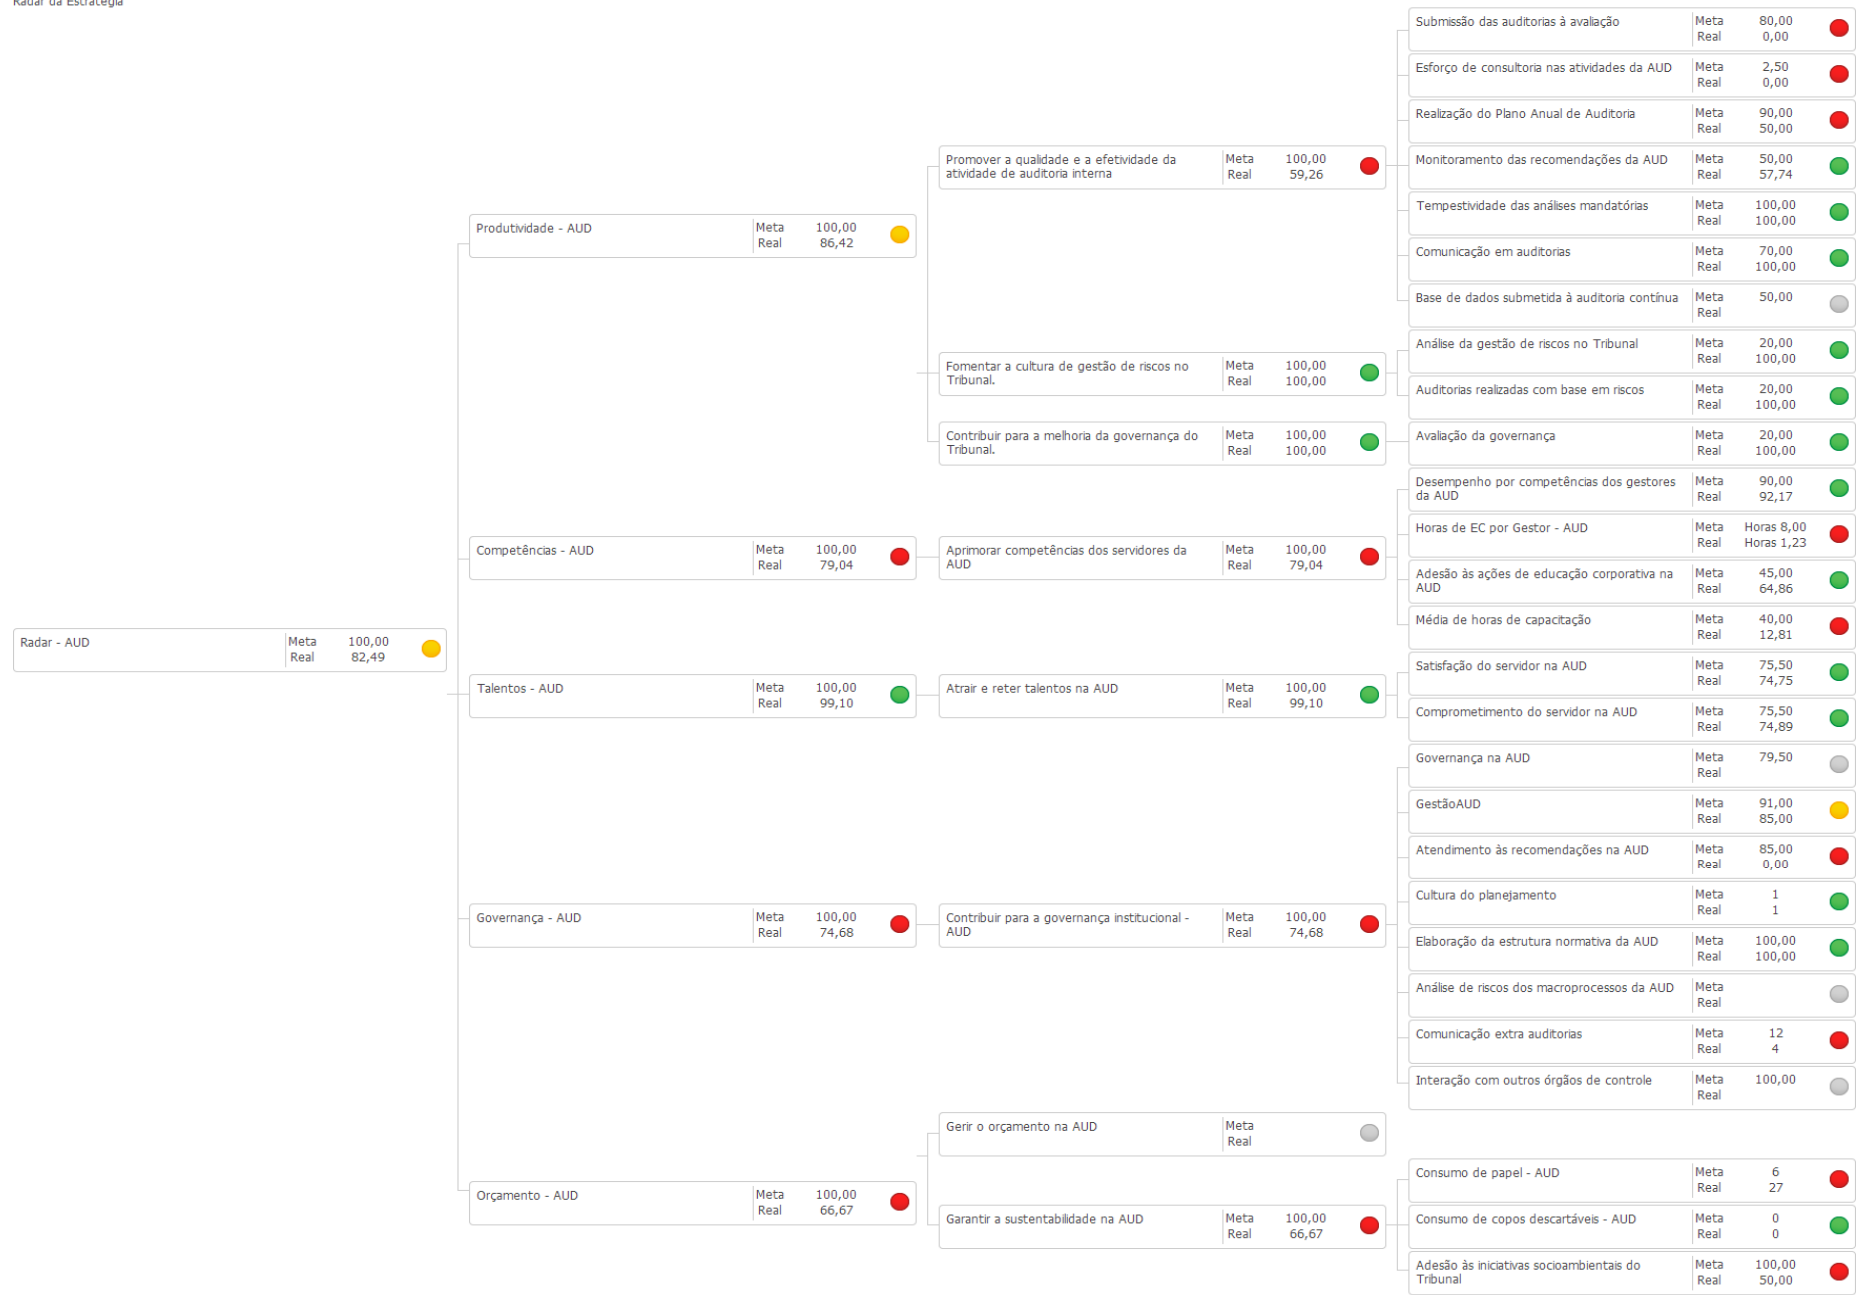 Radar da Estratégia
Radar - AUD
Meta 100,00
Real 82,49
Produtividade - AUD
Meta 100,00
Real 86,42
Promover a qualidade e a efetividade da
atividade de auditoria interna
Meta 100,00
Real 59,26
Submissão das auditorias à avaliação
Meta 80,00
Real 0,00
Esforço de consultoria nas atividades da AUD
Meta 2,50
Real 0,00
Realização do Plano Anual de Auditoria
Meta 90,00
Real 50,00
Monitoramento das recomendações da AUD
Meta 50,00
Real 57,74
Tempestividade das análises mandatórias
Meta 100,00
Real 100,00
Comunicação em auditorias
Meta 70,00
Real 100,00
Base de dados submetida à auditoria contínua
Meta 50,00
Real
Fomentar a cultura de gestão de riscos no
Tribunal.
Meta 100,00
Real 100,00
Análise da gestão de riscos no Tribunal
Meta 20,00
Real 100,00
Auditorias realizadas com base em riscos
Meta 20,00
Real 100,00
Contribuir para a melhoria da governança do
Tribunal.
Meta 100,00
Real 100,00
Avaliação da governança
Meta 20,00
Real 100,00
Competências - AUD
Meta 100,00
Real 79,04
Aprimorar competências dos servidores da
AUD
Meta 100,00
Real 79,04
Desempenho por competências dos gestores
da AUD
Meta 90,00
Real 92,17
Horas de EC por Gestor - AUD
Meta Horas 8,00
Real Horas 1,23
Adesão às ações de educação corporativa na
AUD
Meta 45,00
Real 64,86
Média de horas de capacitação
Meta 40,00
Real 12,81
Talentos - AUD
Meta 100,00
Real 99,10
Atrair e reter talentos na AUD
Meta 100,00
Real 99,10
Satisfação do servidor na AUD
Meta 75,50
Real 74,75
Comprometimento do servidor na AUD
Meta 75,50
Real 74,89
Governança - AUD
Meta 100,00
Real 74,68
Contribuir para a governança institucional -
AUD
Meta 100,00
Real 74,68
Governança na AUD
Meta 79,50
Real
GestãoAUD
Meta 91,00
Real 85,00
Atendimento às recomendações na AUD
Meta 85,00
Real 0,00
Cultura do planejamento
Meta 1
Real 1
Elaboração da estrutura normativa da AUD
Meta 100,00
Real 100,00
Análise de riscos dos macroprocessos da AUD
Meta
Real
Comunicação extra auditorias
Meta 12
Real 4
Interação com outros órgãos de controle
Meta 100,00
Real
Orçamento - AUD
Meta 100,00
Real 66,67
Gerir o orçamento na AUD
Meta
Real
Garantir a sustentabilidade na AUD
Meta 100,00
Real 66,67
Consumo de papel - AUD
Meta 6
Real 27
Consumo de copos descartáveis - AUD
Meta 0
Real 0
Adesão às iniciativas socioambientais do
Tribunal
Meta 100,00
Real 50,00